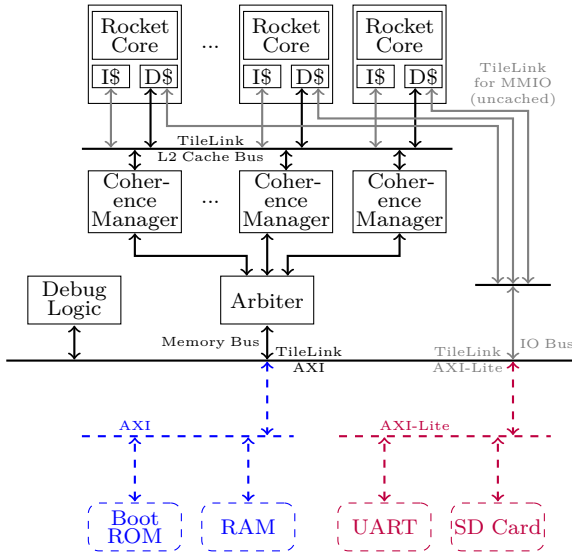 Rocket
Core
I$
D$
...
Rocket
Core
I$
D$
Rocket
Core
I$
D$
TileLink
for MMIO
(uncached)
TileLink
L2 Cache Bus
Coher-
ence
Manager
...
Coher-
ence
Manager
Coher-
ence
Manager
Debug
Logic
Arbiter
Memory Bus
IO Bus
TileLink
AXI
TileLink
AXI-Lite
AXI
AXI-Lite
Boot
ROM
RAM
UART
SD Card